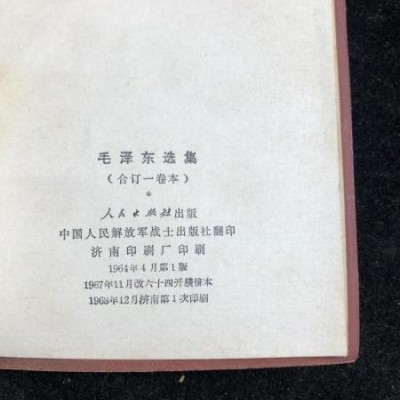 毛泽东选集
（合订一卷本）
*
人民出版社出版
中国人民解放军战士出版社翻印
济南印刷厂印刷
1964年4月第1版
1967年11月改六十四开横排本
1968年12月济南第1次印刷